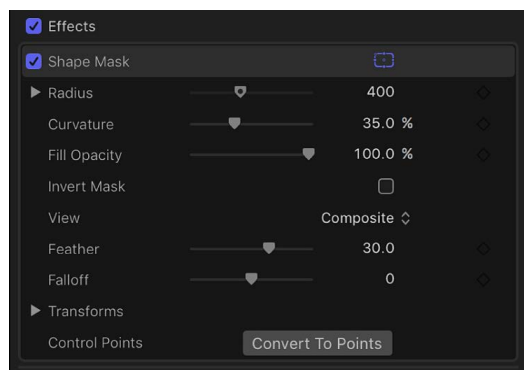 Effects
Shape Mask
Radius 400
Curvature 35.0 %
Fill Opacity 100.0 %
Invert Mask
View Composite
Feather 30.0
Falloff 0
Transforms
Control Points Convert To Points